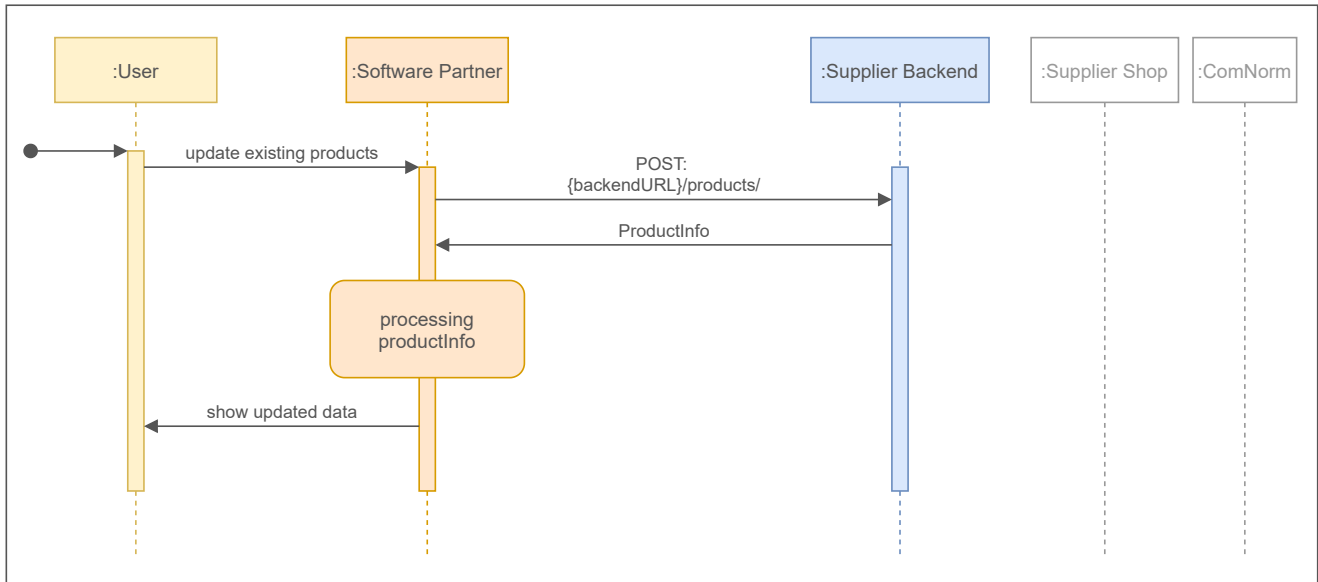 :User
:Software Partner
:Supplier Backend
:Supplier Shop
:ComNorm
update existing products
POST:
{backendURL}/products/
ProductInfo
processing
productInfo
show updated data